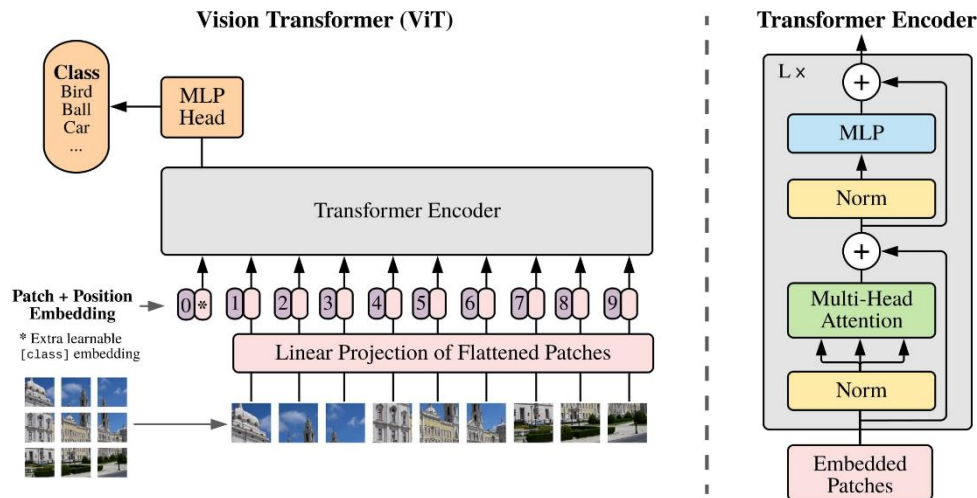 Vision Transformer (ViT)
Class
Bird
Ball
Car
...
MLP
Head
Transformer Encoder
Patch + Position
Embedding
0 * 1 2 3 4 5 6 7 8 9
* Extra learnable
[class] embedding
Linear Projection of Flattened Patches
Transformer Encoder
L x
+
MLP
Norm
+
Multi-Head
Attention
Norm
Embedded
Patches